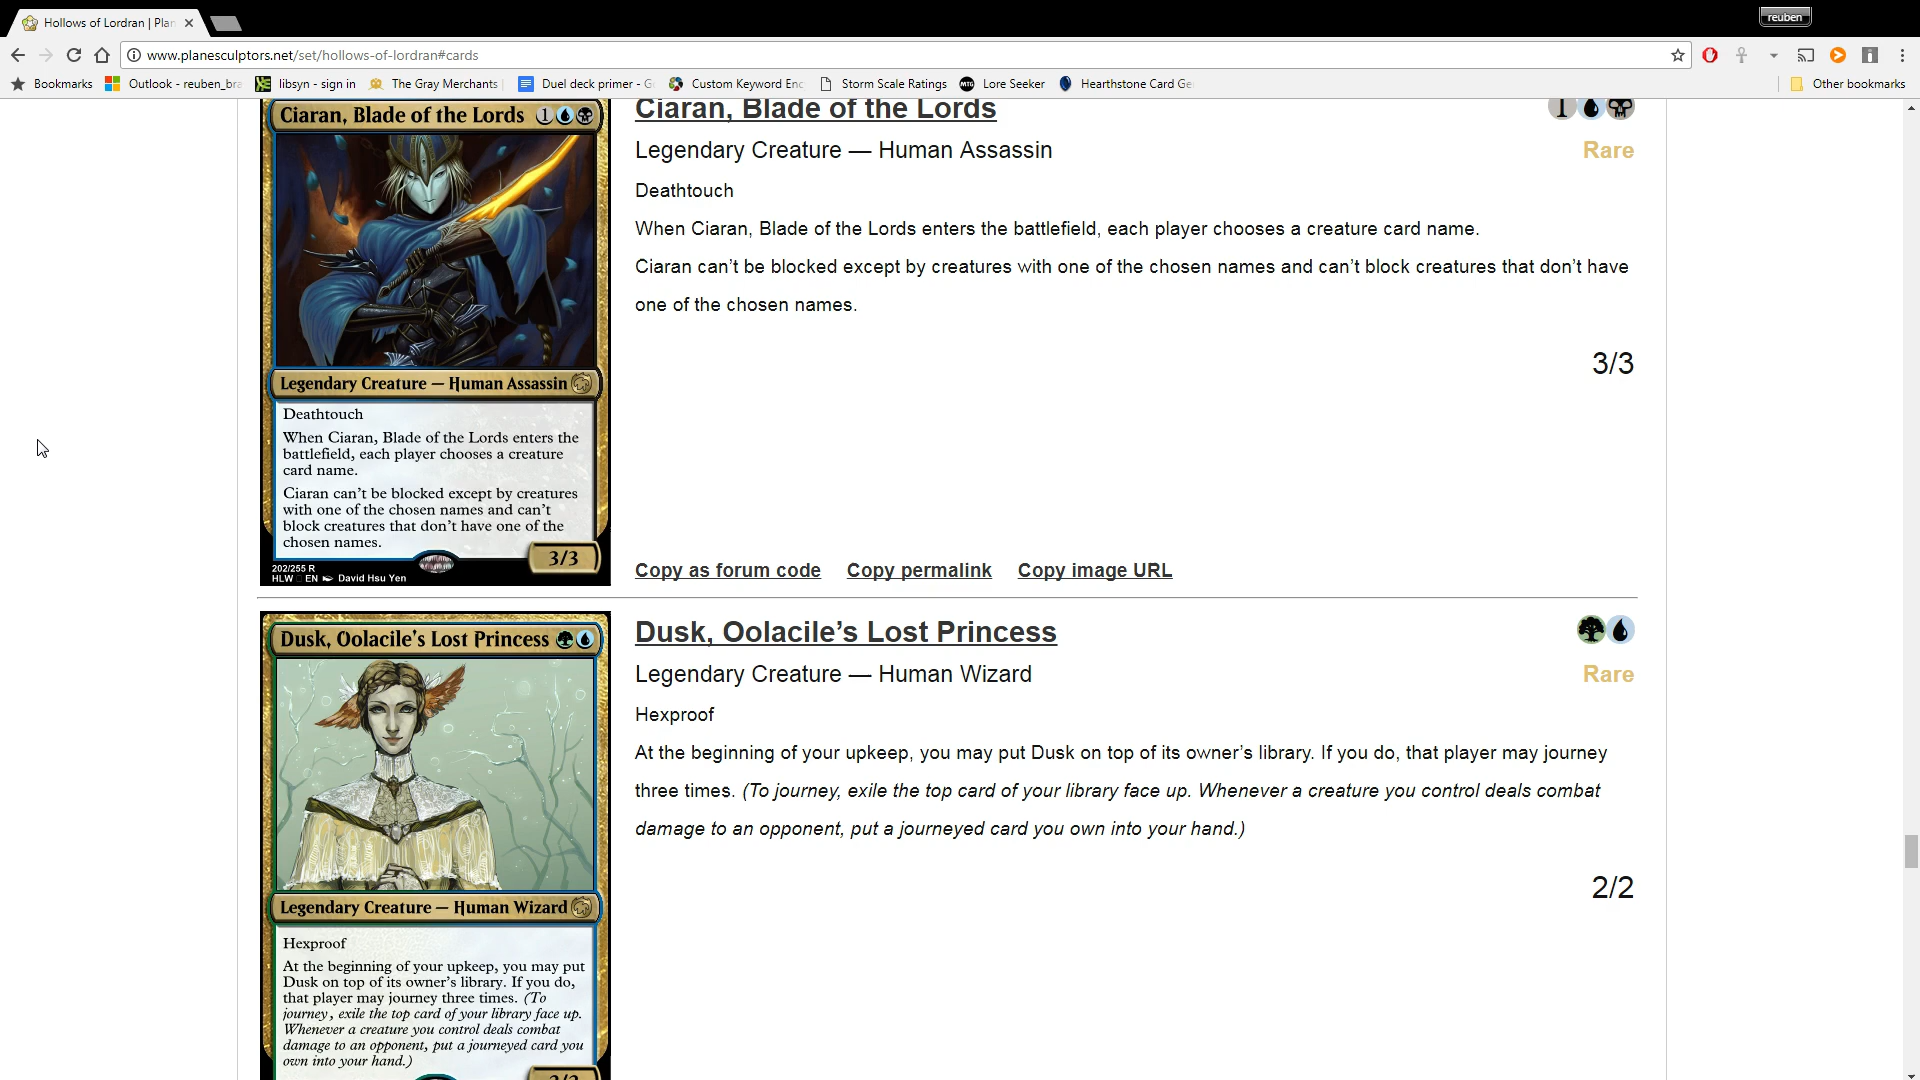 Hollows of Lordran | Plan
reuben
www.planesculptors.net/set/hollows-of-lordran#cards
Bookmarks
Outlook - reuben_bra
libsyn - sign in
The Gray Merchants
Duel deck primer - G
Custom Keyword Enc
Storm Scale Ratings
Lore Seeker
Hearthstone Card Ge
Other bookmarks
Ciaran, Blade of the Lords 1
Legendary Creature — Human Assassin
Deathtouch
When Ciaran, Blade of the Lords enters the
battlefield, each player chooses a creature
card name.
Ciaran can't be blocked except by creatures
with one of the chosen names and can't
block creatures that don't have one of the
chosen names.
3/3
202/255 R
HLW EN David Hsu Yen
Ciaran, Blade of the Lords
1
Legendary Creature — Human Assassin
Rare
Deathtouch
When Ciaran, Blade of the Lords enters the battlefield, each player chooses a creature card name.
Ciaran can’t be blocked except by creatures with one of the chosen names and can’t block creatures that don’t have
one of the chosen names.
3/3
Copy as forum code Copy permalink Copy image URL
Dusk, Oolacile's Lost Princess
Legendary Creature — Human Wizard
Hexproof
At the beginning of your upkeep, you may put
Dusk on top of its owner's library. If you do,
that player may journey three times. (To
journey, exile the top card of your library face up.
Whenever a creature you control deals combat
damage to an opponent, put a journeyed card you
own into your hand.)
2/2
Dusk, Oolacile’s Lost Princess
Legendary Creature — Human Wizard
Rare
Hexproof
At the beginning of your upkeep, you may put Dusk on top of its owner’s library. If you do, that player may journey
three times. (To journey, exile the top card of your library face up. Whenever a creature you control deals combat
damage to an opponent, put a journeyed card you own into your hand.)
2/2